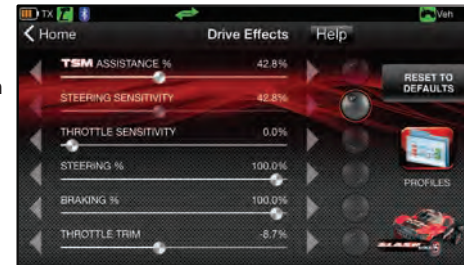 TX Veh
Home Drive Effects Help
TSM ASSISTANCE % 42.8%
STEERING SENSITIVITY 42.8%
THROTTLE SENSITIVITY 0.0%
STEERING % 100.0%
BRAKING % 100.0%
THROTTLE TRIM -8.7%
RESET TO
DEFAULTS
PROFILES
SLASH